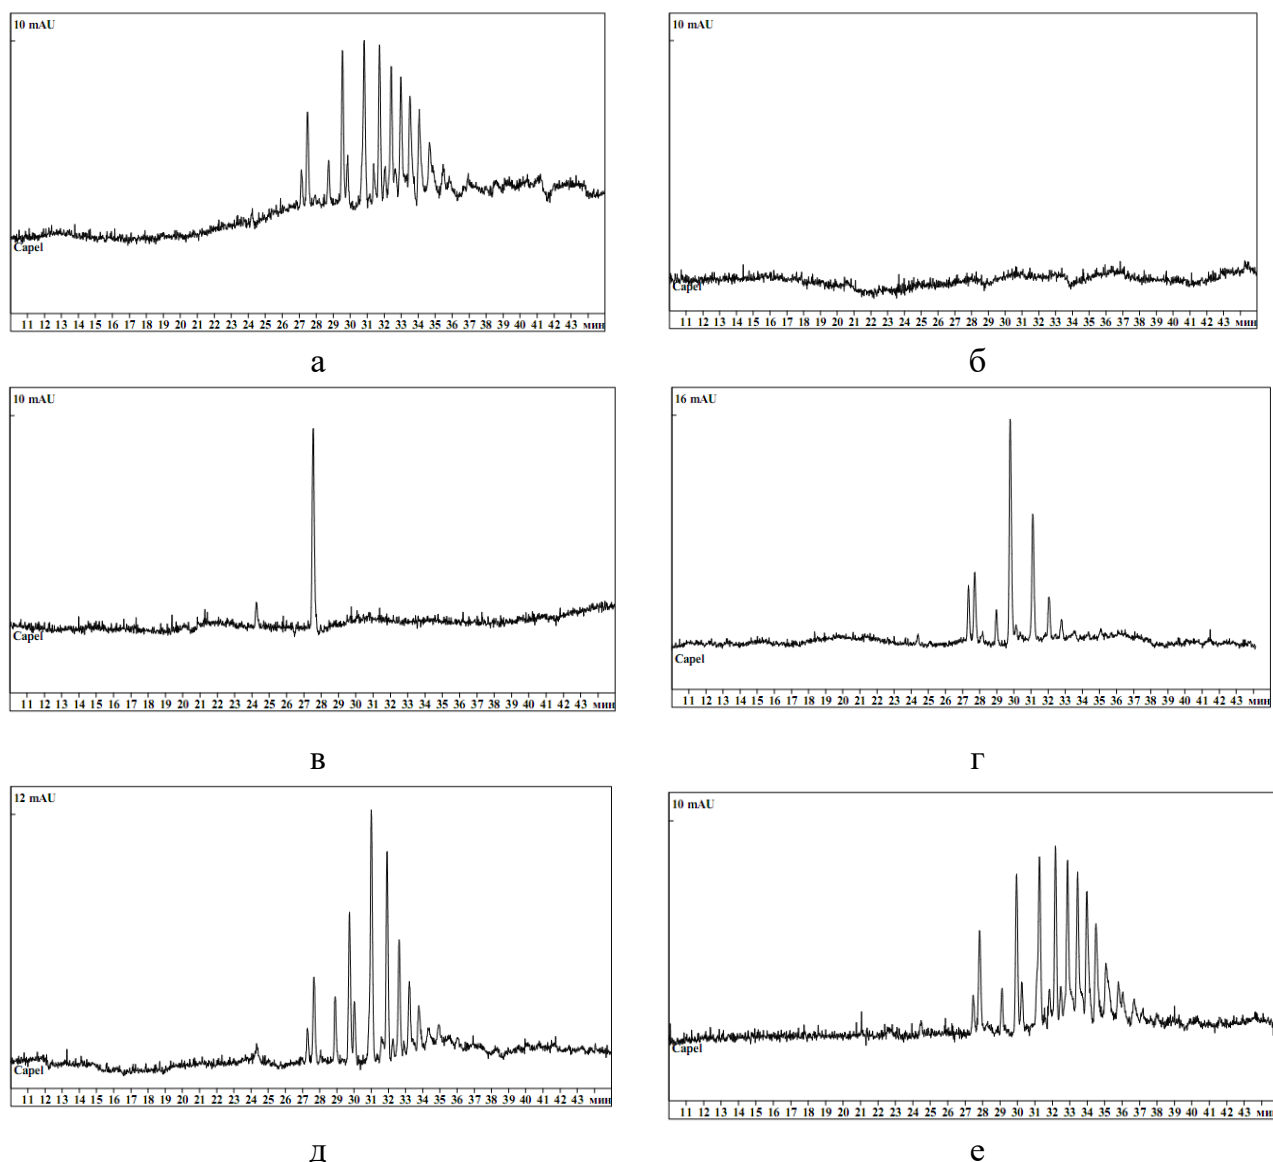 10 mAU
Capel
11 12 13 14 15 16 17 18 19 20 21 22 23 24 25 26 27 28 29 30 31 32 33 34 35 36 37 38 39 40 41 42 43 мин
а
10 mAU
Capel
11 12 13 14 15 16 17 18 19 20 21 22 23 24 25 26 27 28 29 30 31 32 33 34 35 36 37 38 39 40 41 42 43 мин
б
10 mAU
Capel
11 12 13 14 15 16 17 18 19 20 21 22 23 24 25 26 27 28 29 30 31 32 33 34 35 36 37 38 39 40 41 42 43 мин
в
16 mAU
Capel
11 12 13 14 15 16 17 18 19 20 21 22 23 24 25 26 27 28 29 30 31 32 33 34 35 36 37 38 39 40 41 42 43 мин
г
12 mAU
Capel
11 12 13 14 15 16 17 18 19 20 21 22 23 24 25 26 27 28 29 30 31 32 33 34 35 36 37 38 39 40 41 42 43 мин
д
10 mAU
Capel
11 12 13 14 15 16 17 18 19 20 21 22 23 24 25 26 27 28 29 30 31 32 33 34 35 36 37 38 39 40 41 42 43 мин
е